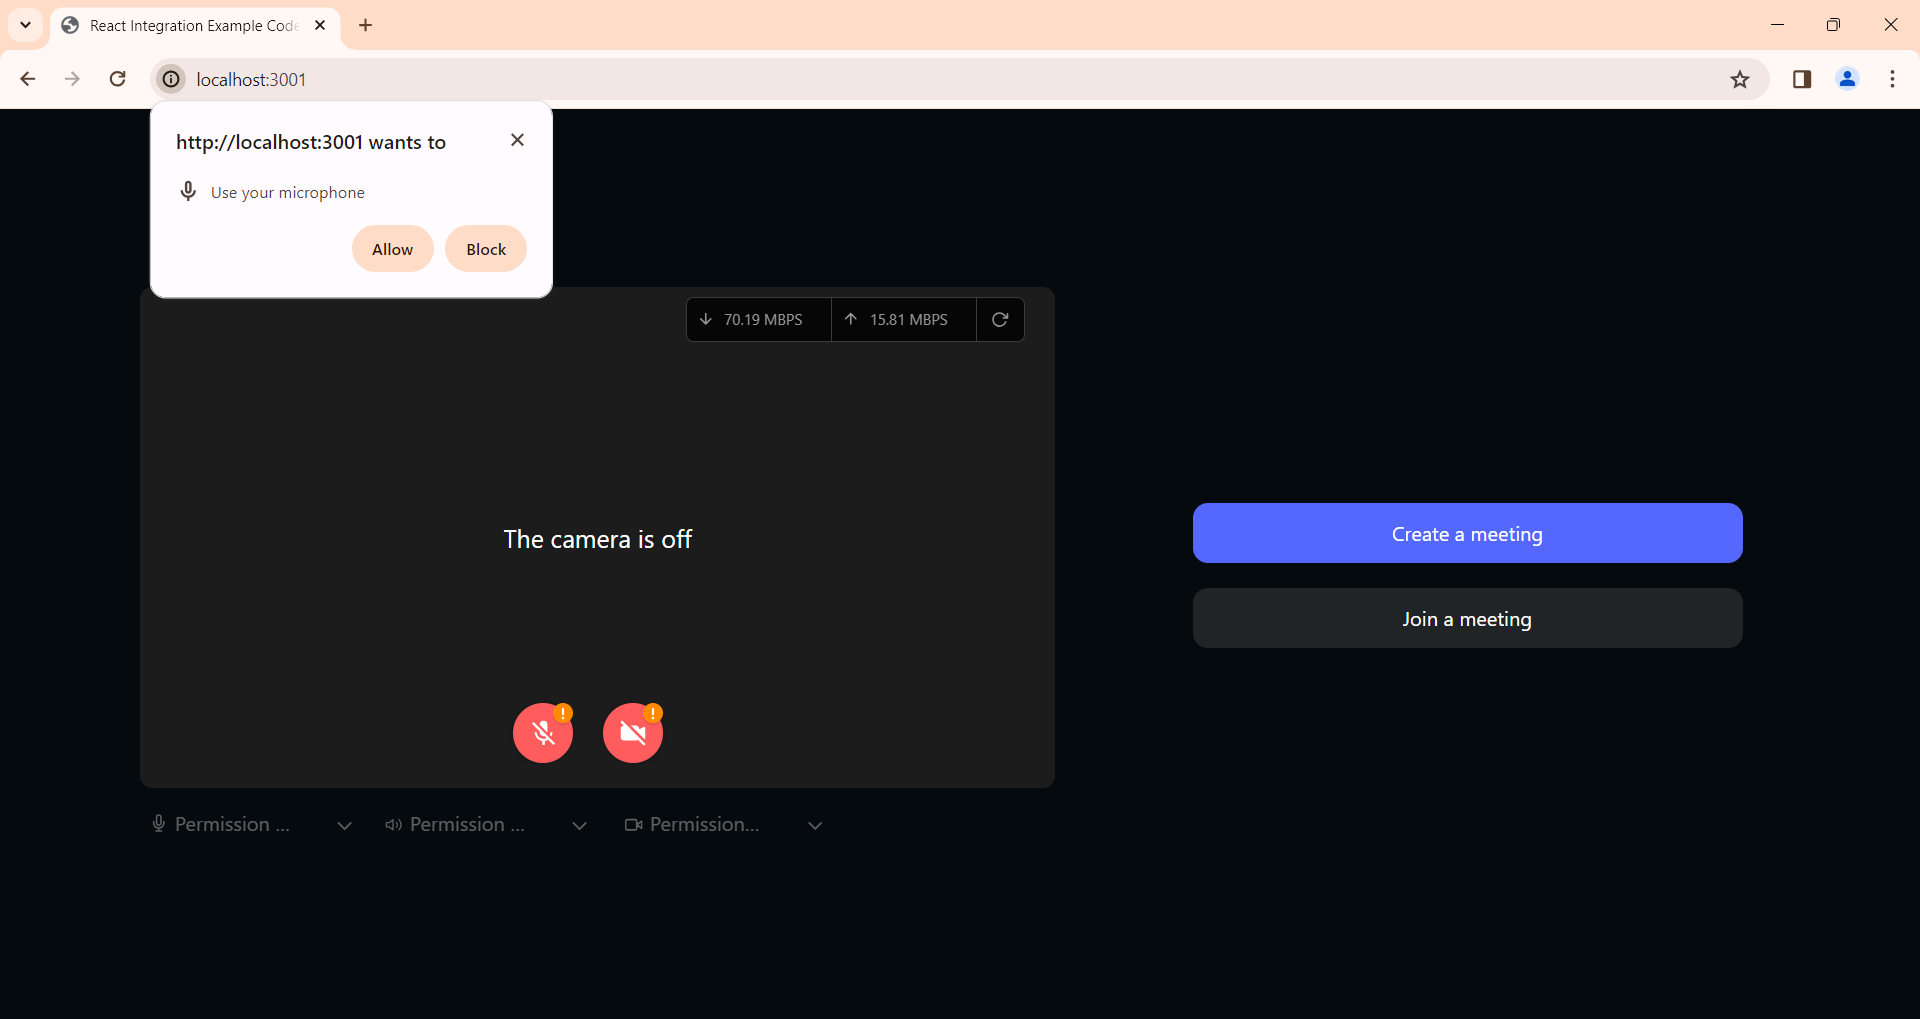 React Integration Example Code
localhost:3001
http://localhost:3001 wants to
Use your microphone
Allow
Block
70.19 MBPS
15.81 MBPS
The camera is off
Create a meeting
Join a meeting
Permission ...
Permission ...
Permission...